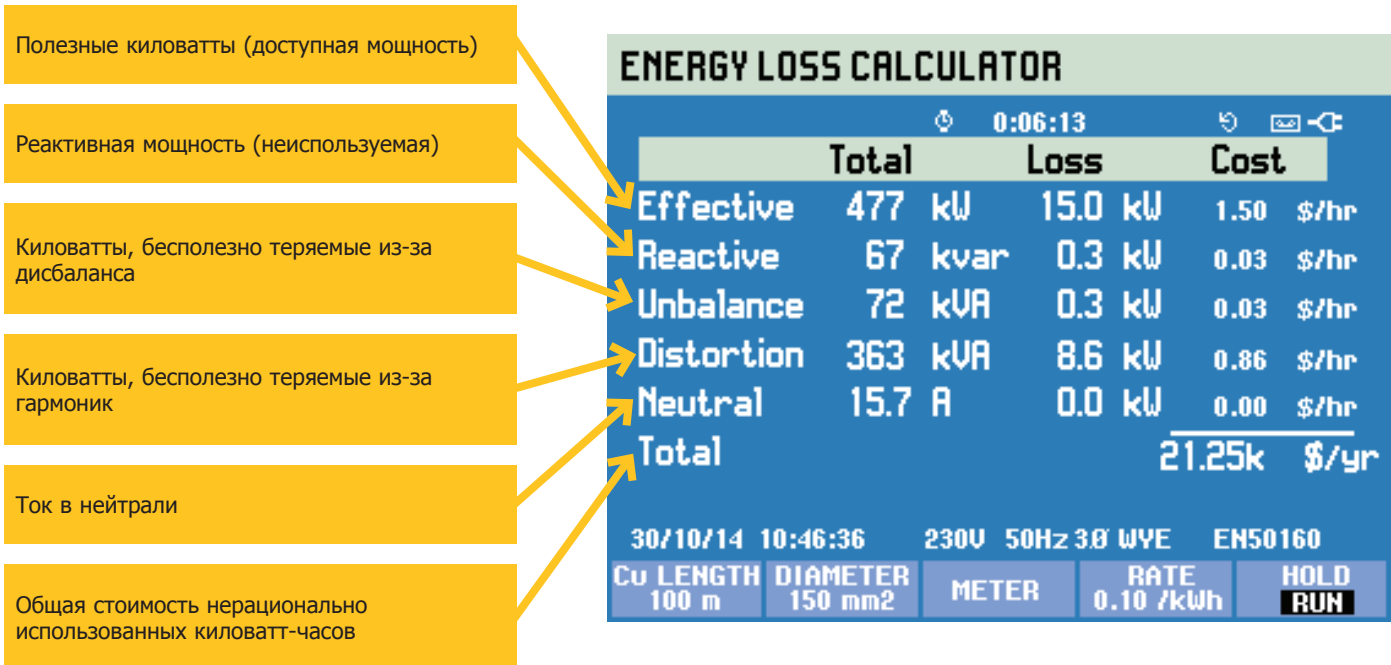 Полезные киловатты (доступная мощность)
Реактивная мощность (неиспользуемая)
Киловатты, бесполезно теряемые из-за
дисбаланса
Киловатты, бесполезно теряемые из-за
гармоник
Ток в нейтрали
Общая стоимость нерационально
использованных киловатт-часов
ENERGY LOSS CALCULATOR
0:06:13
Total Loss Cost
Effective 477 kW 15.0 kW 1.50 $/hr
Reactive 67 kvar 0.3 kW 0.03 $/hr
Unbalance 72 kVA 0.3 kW 0.03 $/hr
Distortion 363 kVA 8.6 kW 0.86 $/hr
Neutral 15.7 A 0.0 kW 0.00 $/hr
Total 21.25k $/yr
30/10/14 10:46:36 230V 50Hz 3Ø WYE EN50160
Cu LENGTH DIAMETER METER RATE HOLD
100 m 150 mm2 0.10 /kWh RUN